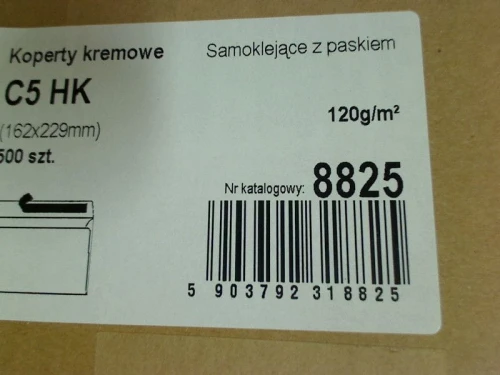 Koperty kremowe
Samoklejące z paskiem
C5 HK
120g/m²
(162x229mm)
500 szt.
Nr katalogowy: 8825
5 903792 318825